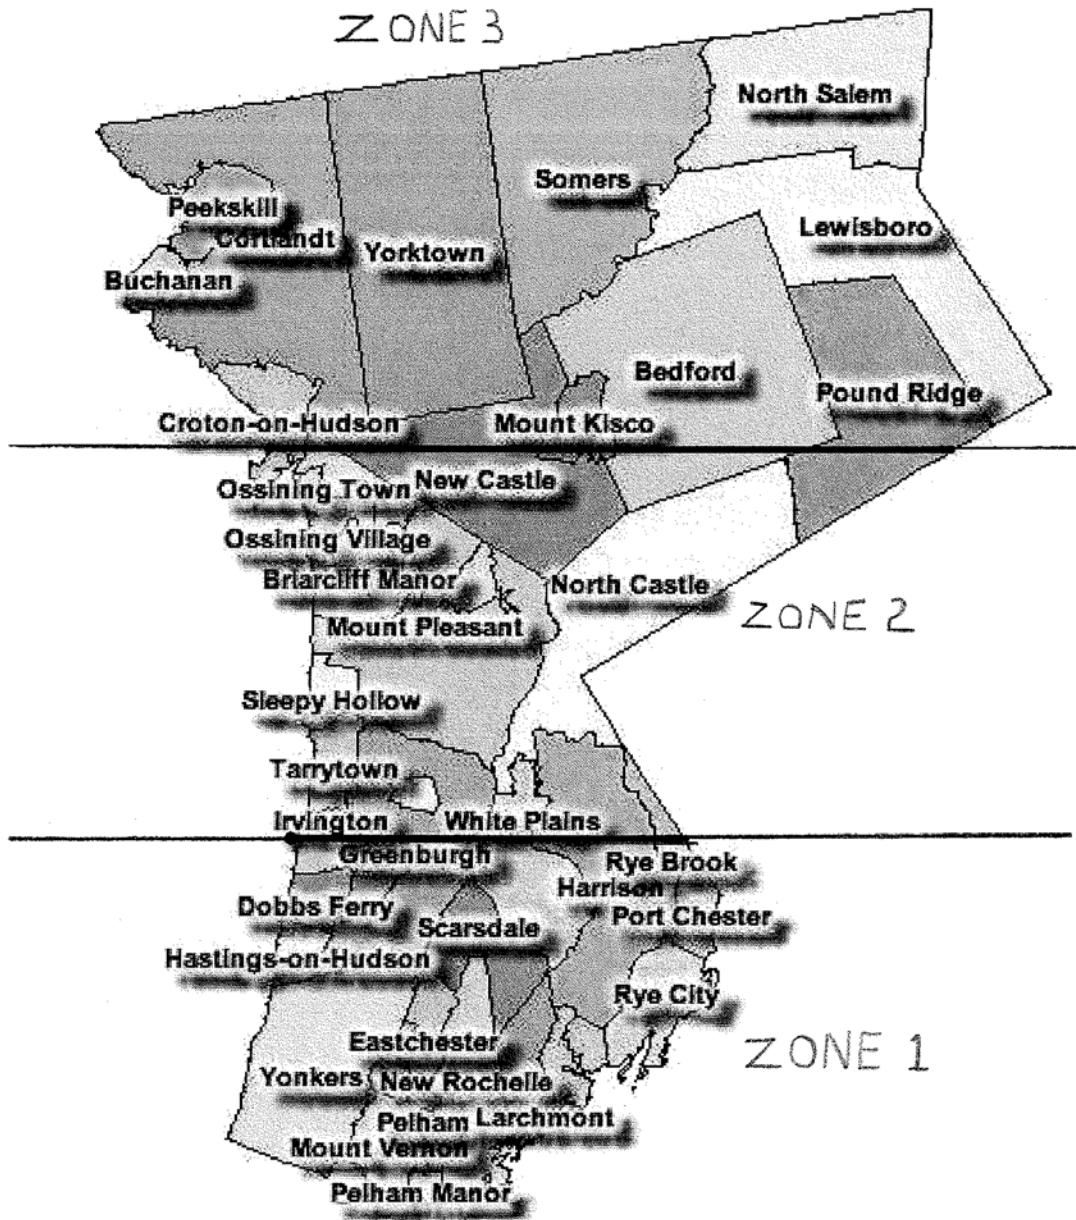 ZONE 3
North Salem
Somers
Peekskill
Lewisboro
Cortlandt
Yorktown
Buchanan
Bedford
Pound Ridge
Croton-on-Hudson
Mount Kisco
New Castle
Ossining Town
Ossining Village
Briarcliff Manor
North Castle
ZONE 2
Mount Pleasant
Sleepy Hollow
Tarrytown
Irvington
White Plains
Greenburgh
Rye Brook
Harrison
Dobbs Ferry
Port Chester
Scarsdale
Hastings-on-Hudson
Rye City
Eastchester
ZONE 1
Yonkers
New Rochelle
Pelham
Larchmont
Mount Vernon
Pelham Manor